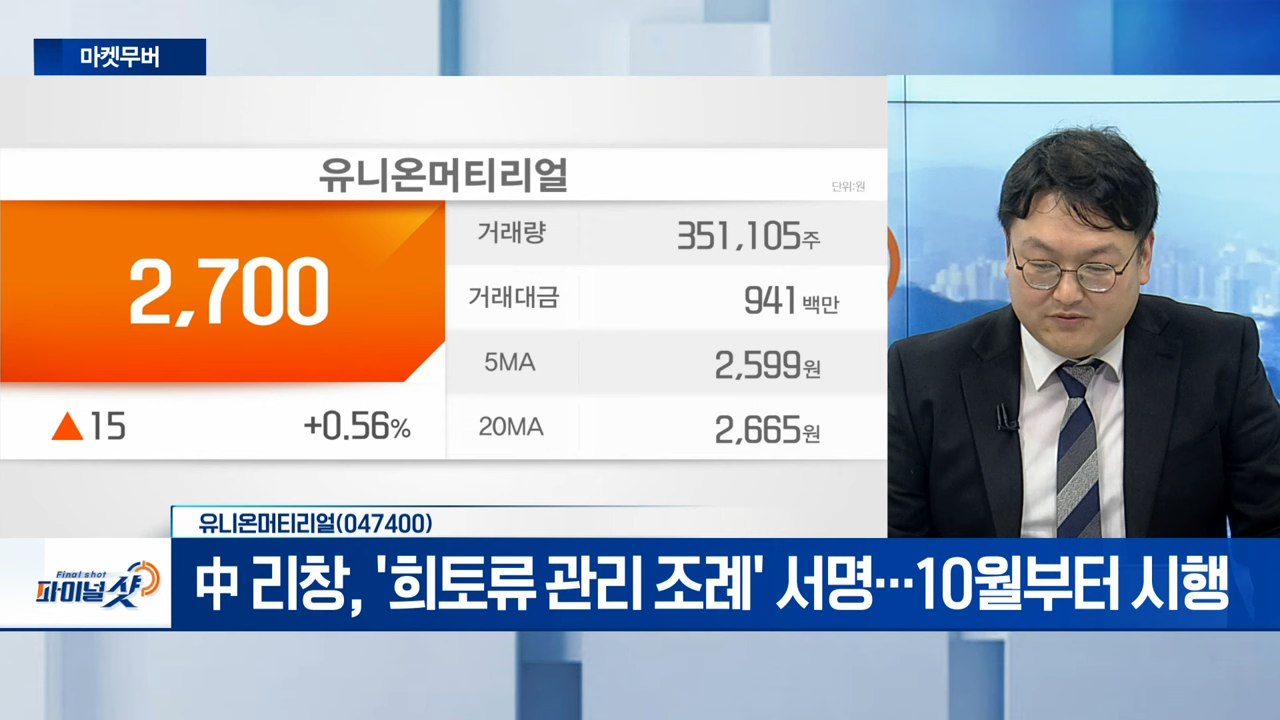 마켓무버
유니온머티리얼
단위:원
2,700
▲15 +0.56%
거래량 351,105주
거래대금 941백만
5MA 2,599원
20MA 2,665원
유니온머티리얼(047400)
Final shot
파이널샷
中 리창, '희토류 관리 조례' 서명…10월부터 시행